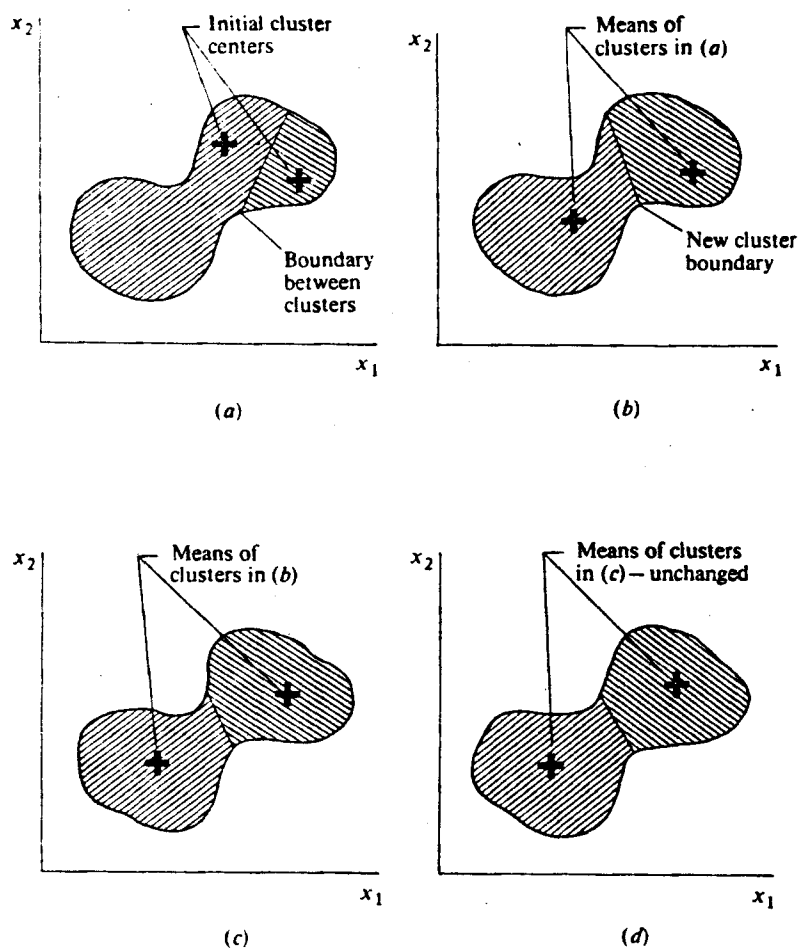 x₂
Initial cluster
centers
Boundary
between
clusters
x₁
(a)
x₂
Means of
clusters in (a)
New cluster
boundary
x₁
(b)
x₂
Means of
clusters in (b)
x₁
(c)
x₂
Means of clusters
in (c) – unchanged
x₁
(d)